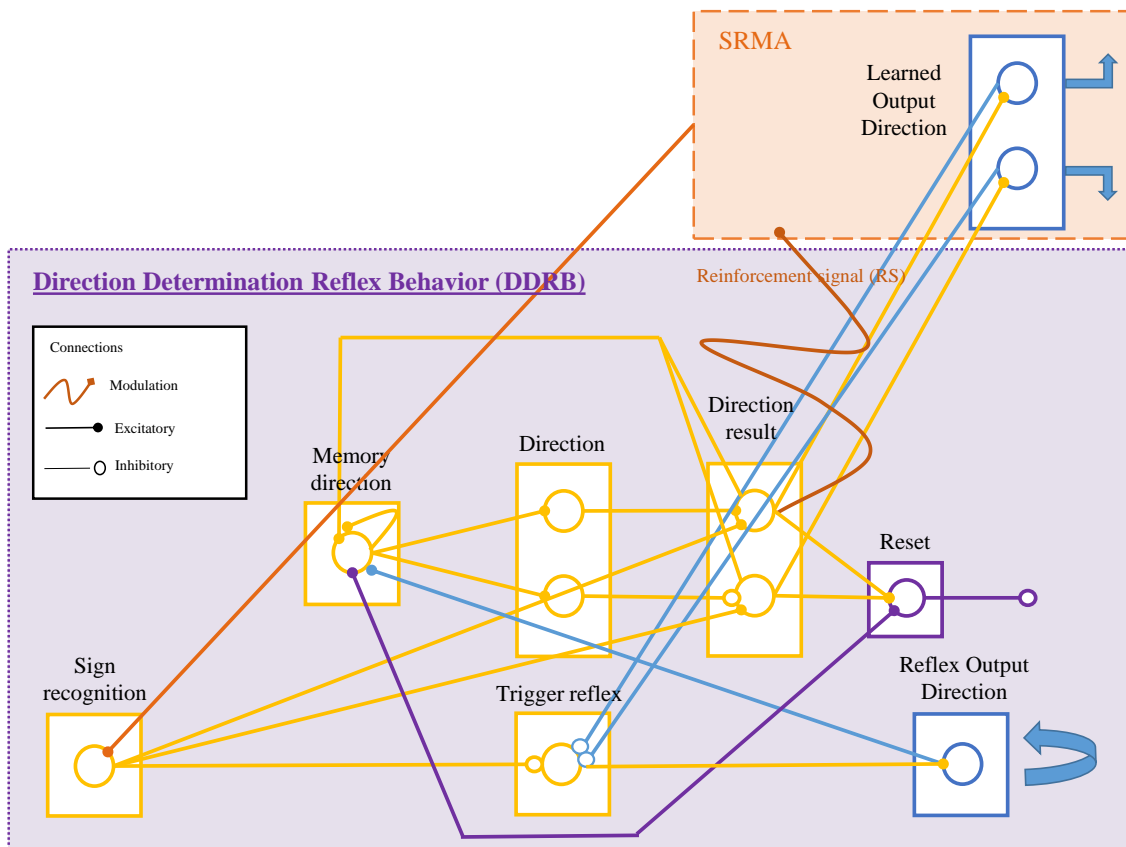 SRMA
Learned
Output
Direction
Direction Determination Reflex Behavior (DDRB)
Reinforcement signal (RS)
Connections
Modulation
Excitatory
Inhibitory
Memory
direction
Direction
Direction
result
Reset
Sign
recognition
Trigger reflex
Reflex Output
Direction